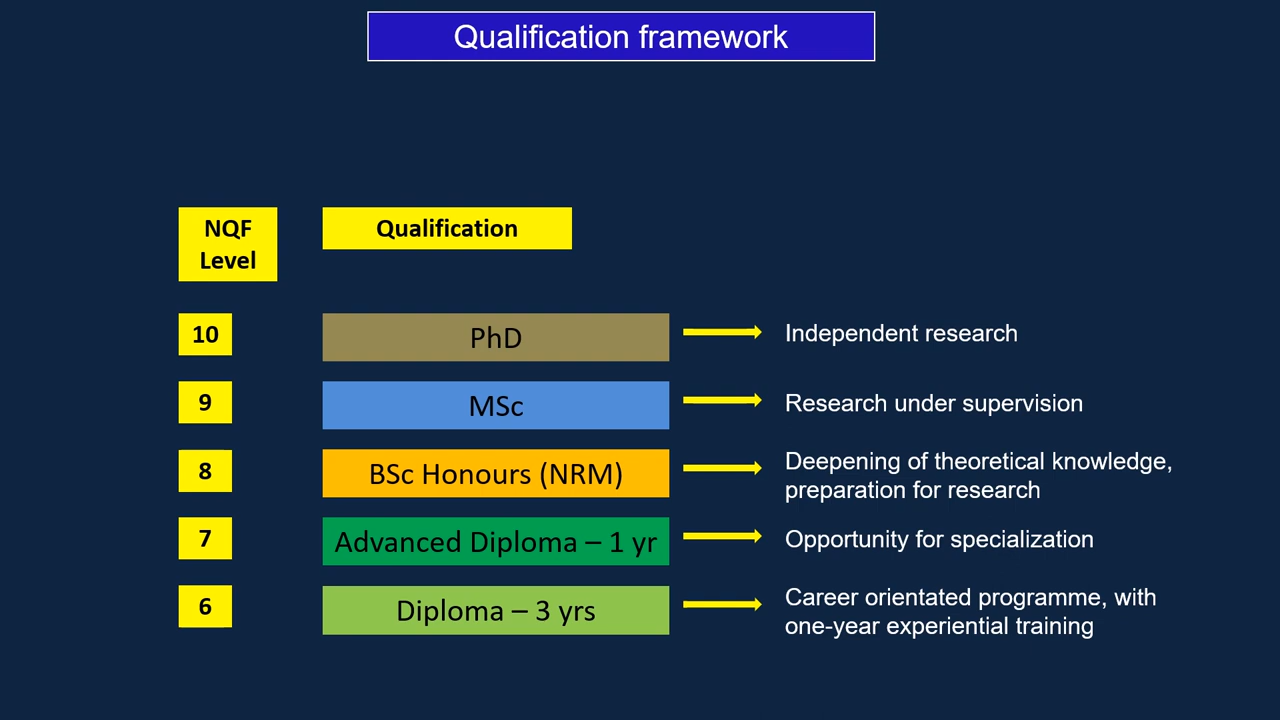 Qualification framework
NQF
Level
Qualification
10
PhD
Independent research
9
MSc
Research under supervision
8
BSc Honours (NRM)
Deepening of theoretical knowledge,
preparation for research
7
Advanced Diploma – 1 yr
Opportunity for specialization
6
Diploma – 3 yrs
Career orientated programme, with
one-year experiential training